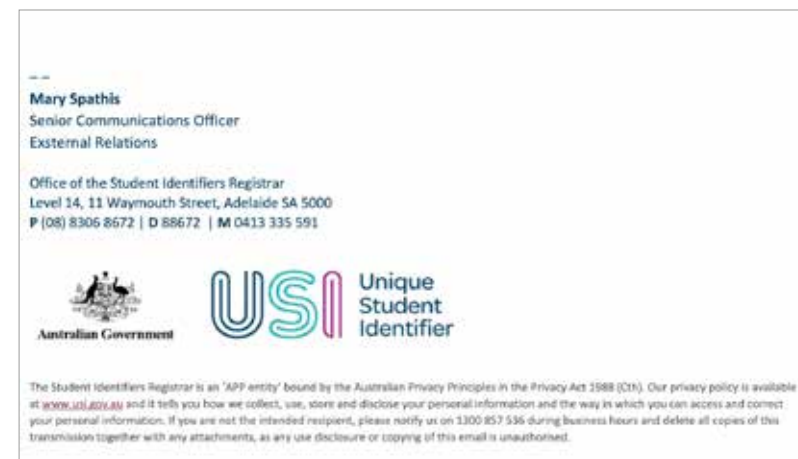 — —
Mary Spathis
Senior Communications Officer
Exsternal Relations
Office of the Student Identifiers Registrar
Level 14, 11 Waymouth Street, Adelaide SA 5000
P (08) 8306 8672 | D 88672 | M 0413 335 591
Australian Government
USI
Unique
Student
Identifier
The Student Identifiers Registrar is an 'APP entity' bound by the Australian Privacy Principles in the Privacy Act 1988 (Cth). Our privacy policy is available
at www.usi.gov.au and it tells you how we collect, use, store and disclose your personal information and the way in which you can access and correct
your personal information. If you are not the intended recipient, please notify us on 1300 857 536 during business hours and delete all copies of this
transmission together with any attachments, as any use disclosure or copying of this email is unauthorised.